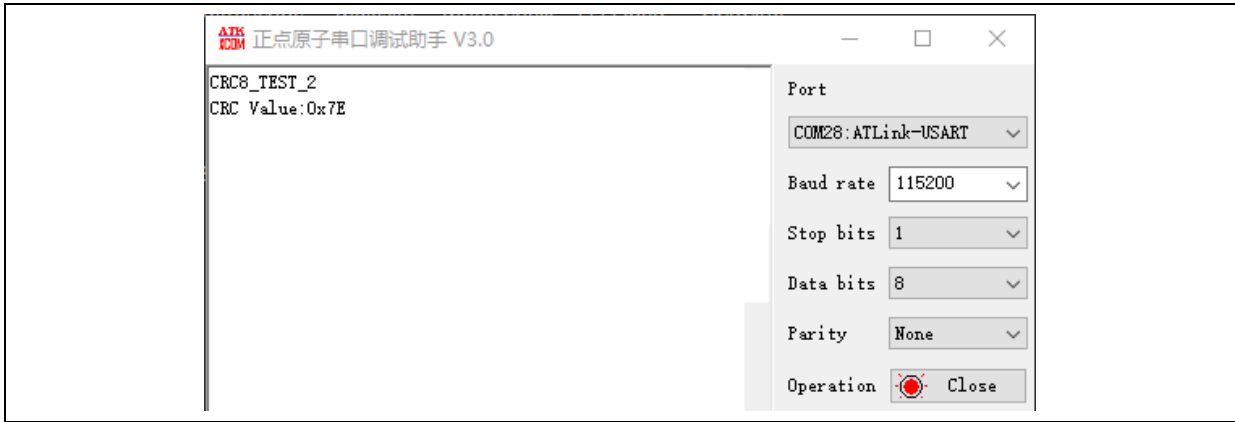 ATK
XCOM 正点原子串口调试助手 V3.0
CRC8_TEST_2
CRC Value:0x7E
Port
COM28:ATLink-USART
Baud rate 115200
Stop bits 1
Data bits 8
Parity None
Operation Close